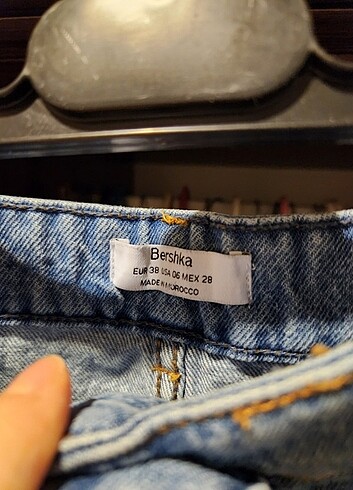 Bershka
EUR 38 USA 06 MEX 28
MADE IN MOROCCO